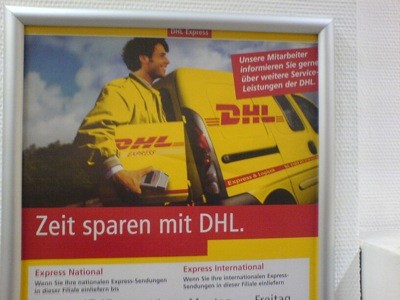 DHL Express
Unsere Mitarbeiter
informieren Sie gerne
über weitere Service-
Leistungen der DHL.
DHL
DHL
EXPRESS
Express & Logisti
Zeit sparen mit DHL.
Express National
Wenn Sie Ihre nationalen Express-Sendungen
in dieser Filiale einliefern bis
Express International
Wenn Sie Ihre internationalen Express-
Sendungen in dieser Filiale einliefern
Freitag